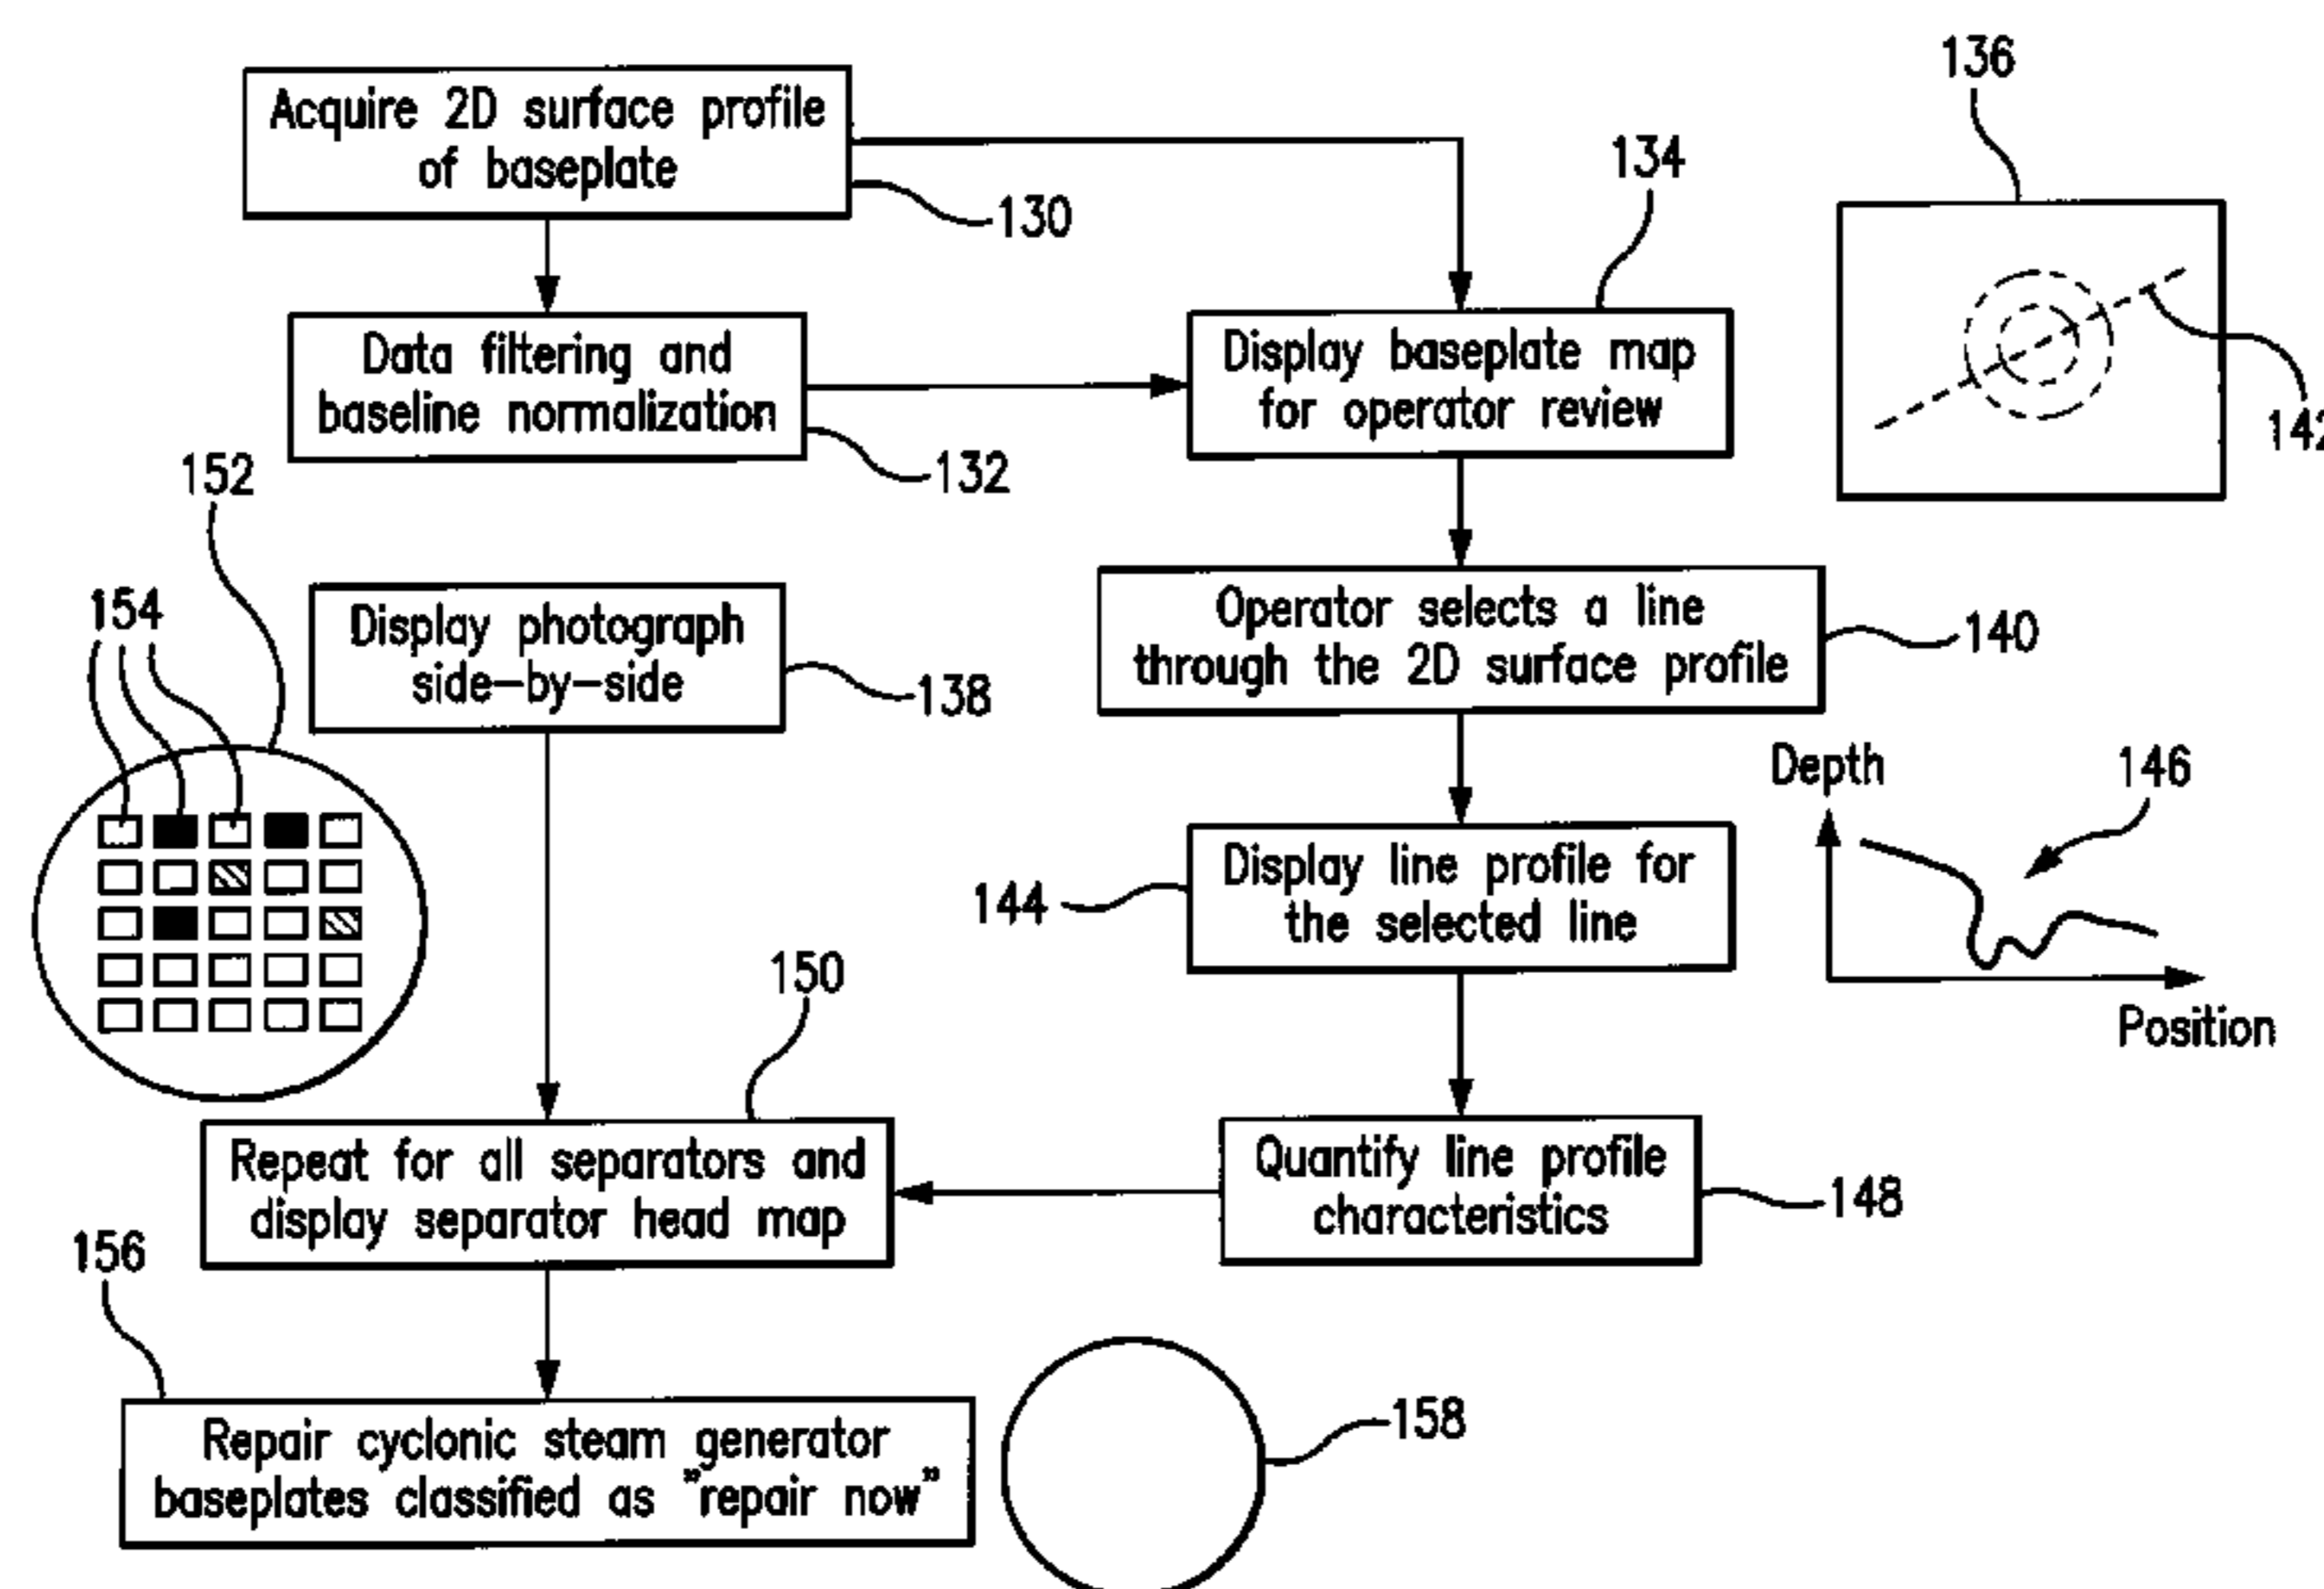 136
Acquire 2D surface profile
of baseplate
130
134
Data filtering and
baseline normalization
132
Display baseplate map
for operator review
142
152
154
Display photograph
side-by-side
138
Operator selects a line
through the 2D surface profile
140
Depth
146
144
Display line profile for
the selected line
Position
150
Repeat for all separators and
display separator head map
Quantify line profile
characteristics
148
156
Repair cyclonic steam generator
baseplates classified as "repair now"
158